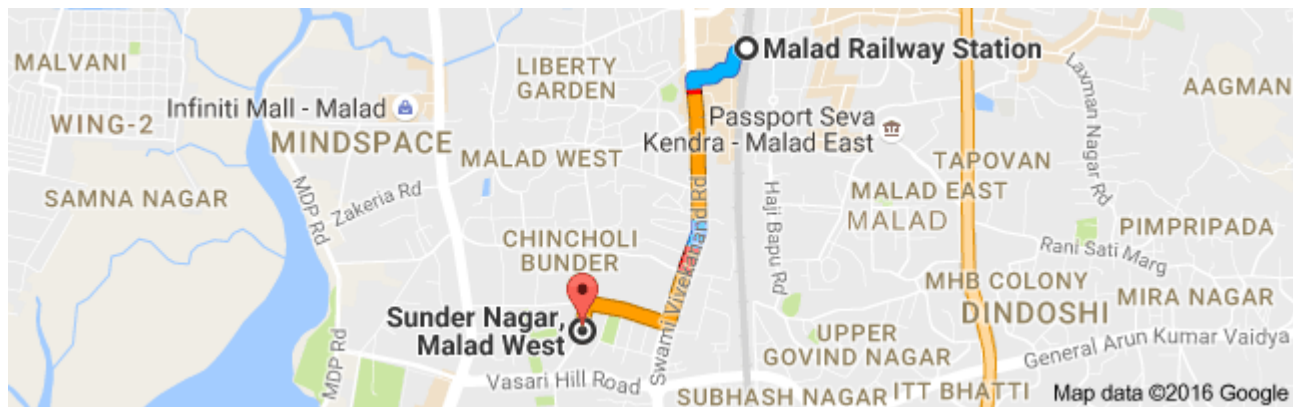 Malad Railway Station
MALVANI
LIBERTY
GARDEN
Laxman Nagar Rd
AAGMAN
Infiniti Mall - Malad
WING-2
MINDSPACE
Passport Seva
Kendra - Malad East
MALAD WEST
TAPOVAN
SAMNA NAGAR
MDP Rd
Zakeria Rd
Swami Vivekanand Rd
Haji Bapu Rd
MALAD EAST
MALAD
PIMPRIPADA
CHINCHOLI
BUNDER
Rani Sati Marg
MHB COLONY
DINDOSHI
MIRA NAGAR
Sunder Nagar,
Malad West
MDP Rd
Swami Vivekanand Rd
UPPER
GOVIND NAGAR
General Arun Kumar Vaidya
Vasari Hill Road
SUBHASH NAGAR
ITT BHATTI
Map data ©2016 Google